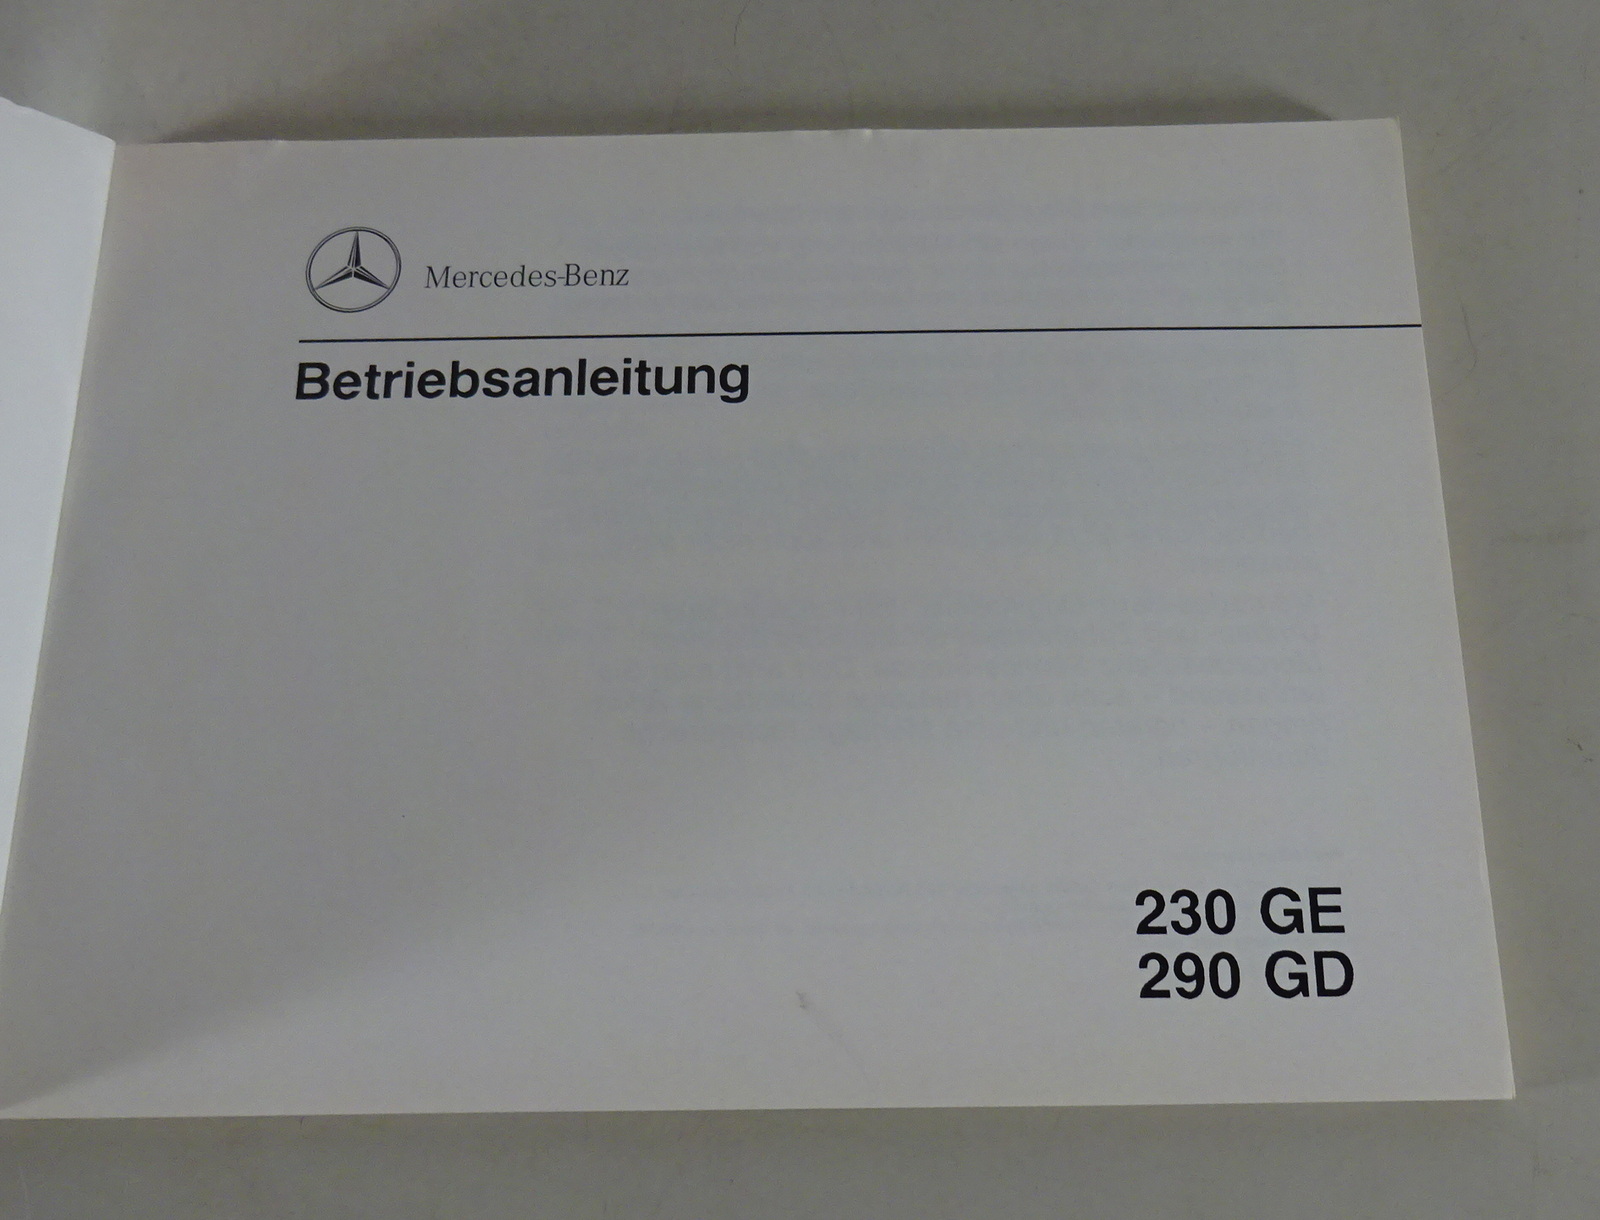 Mercedes-Benz
Betriebsanleitung
230 GE
290 GD